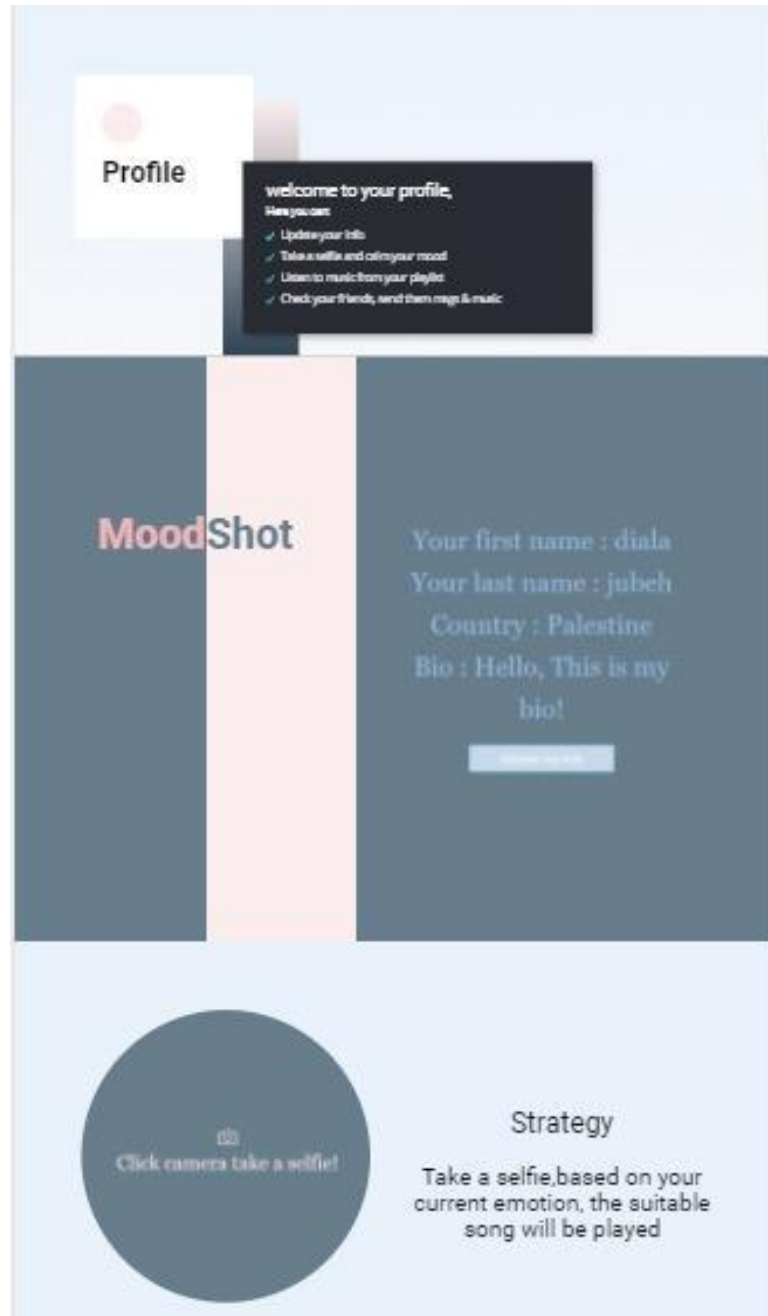 Profile
welcome to your profile,
Here you can:
Update your info
Take a selfie and calm your mood
Listen to music from your playlist
Check your friends, send them msgs & music
MoodShot
Your first name : diala
Your last name : jubeh
Country : Palestine
Bio : Hello, This is my
bio!
Click camera take a selfie!
Strategy
Take a selfie,based on your
current emotion, the suitable
song will be played